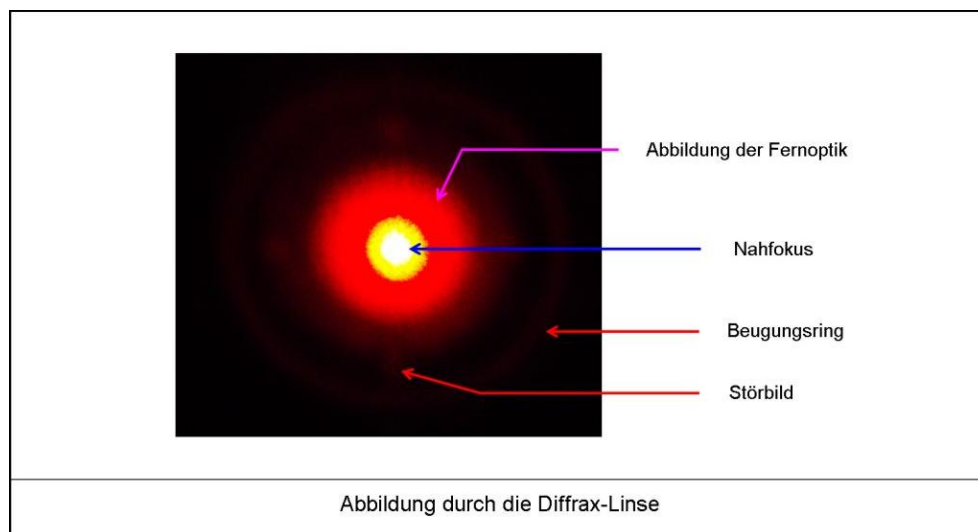 Abbildung der Fernoptik
Nahfokus
Beugungsring
Störbild
Abbildung durch die Diffrax-Linse